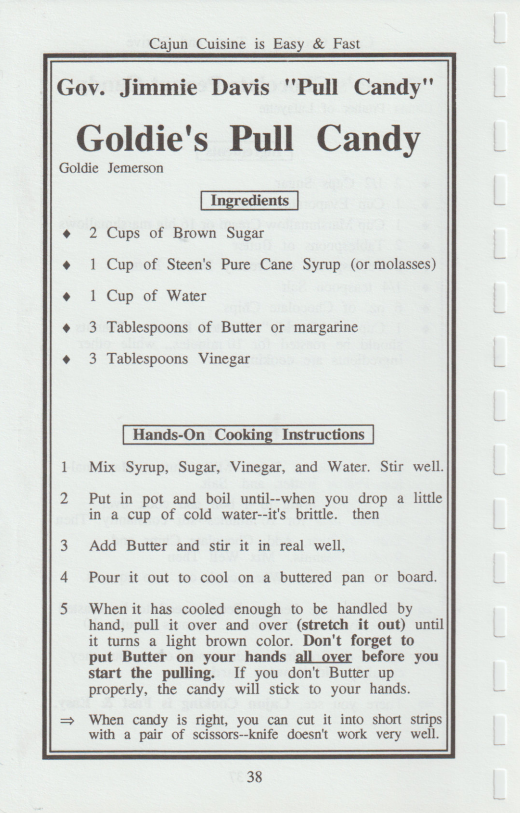 Cajun Cuisine is Easy & Fast
Gov. Jimmie Davis "Pull Candy"
Goldie's Pull Candy
Goldie Jemerson
Ingredients
♦ 2 Cups of Brown Sugar
♦ 1 Cup of Steen's Pure Cane Syrup (or molasses)
♦ 1 Cup of Water
♦ 3 Tablespoons of Butter or margarine
♦ 3 Tablespoons Vinegar
Hands-On Cooking Instructions
1 Mix Syrup, Sugar, Vinegar, and Water. Stir well.
2 Put in pot and boil until--when you drop a little
in a cup of cold water--it's brittle. then
3 Add Butter and stir it in real well,
4 Pour it out to cool on a buttered pan or board.
5 When it has cooled enough to be handled by
hand, pull it over and over (stretch it out) until
it turns a light brown color. Don't forget to
put Butter on your hands all over before you
start the pulling. If you don't Butter up
properly, the candy will stick to your hands.
⇒ When candy is right, you can cut it into short strips
with a pair of scissors--knife doesn't work very well.
38